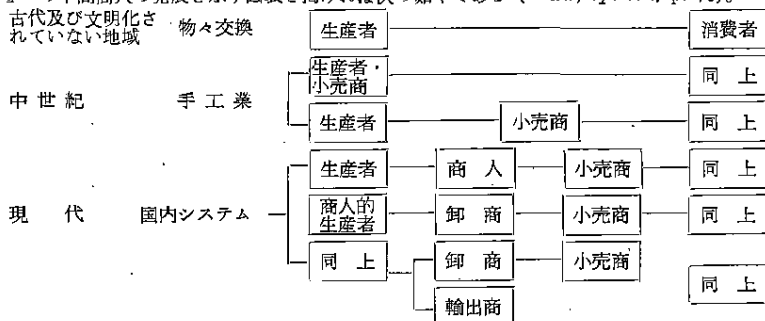 古代及び文明化さ
れていない地域 物々交換 生産者 消費者
生産者・
小売商 同上
中世紀 手工業
生産者 小売商 同上
生産者 商人 小売商 同上
現代 国内システム 商人的
生産者 卸商 小売商 同上
同上 卸商 小売商
同上
輸出商